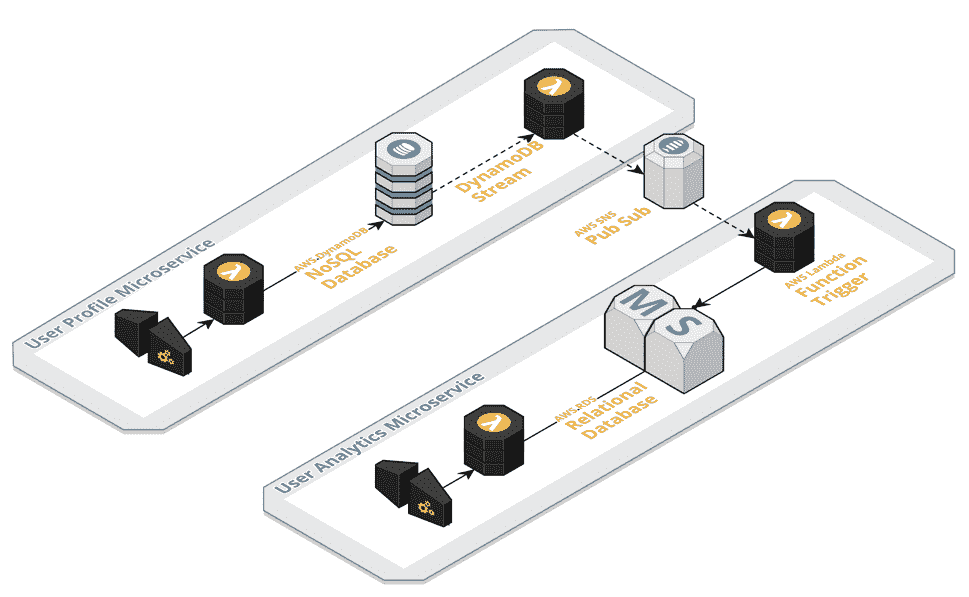 User Profile Microservice
AWS DynamoDB
NoSQL
Database
DynamoDB
Stream
AWS SNS
Pub Sub
AWS Lambda
Function
Trigger
M
S
User Analytics Microservice
AWS RDS
Relational
Database